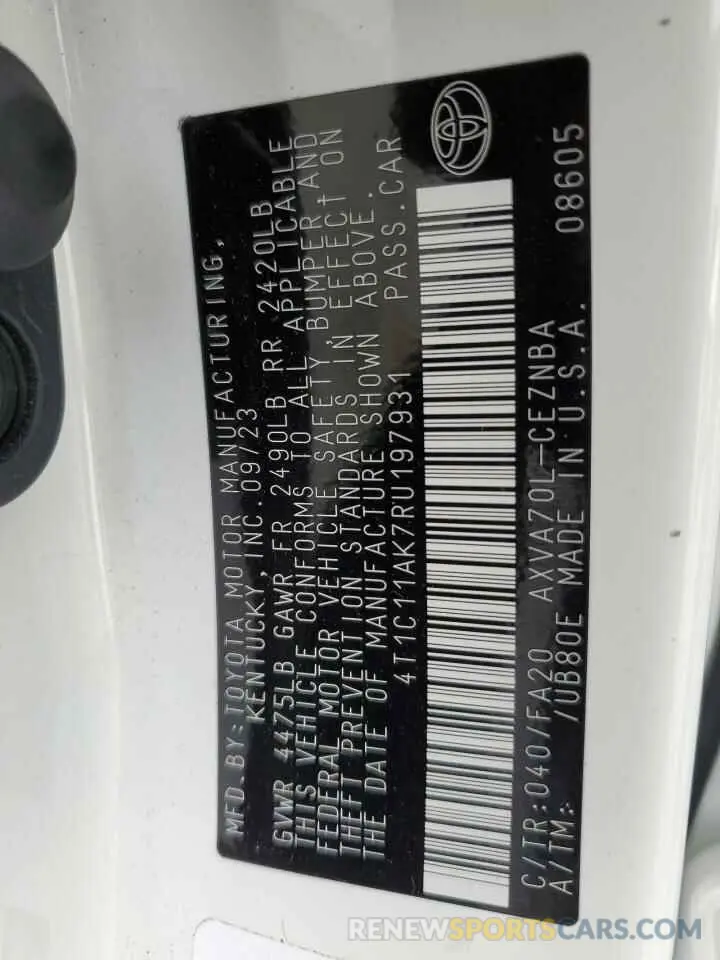 MFD. BY: TOYOTA MOTOR MANUFACTURING,
KENTUCKY, INC. 09/23
GVWR 4475LB GAWR FR 2490LB RR 2420LB
THIS VEHICLE CONFORMS TO ALL APPLICABLE
FEDERAL MOTOR VEHICLE SAFETY, BUMPER, AND
THEFT PREVENTION STANDARDS IN EFFECT ON
THE DATE OF MANUFACTURE SHOWN ABOVE.
4T1C11AK7RU197931 PASS.CAR
C/TR:040/FA20 AXVA70L-CEZNBA 08605
A/TM: /UB80E MADE IN U.S.A.
RENEWSPORTSCARS.COM